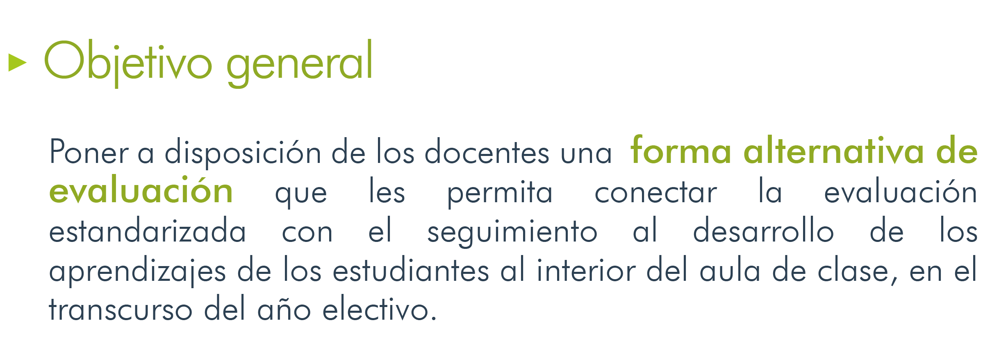 Objetivo general
Poner a disposición de los docentes una forma alternativa de
evaluación que les permita conectar la evaluación
estandarizada con el seguimiento al desarrollo de los
aprendizajes de los estudiantes al interior del aula de clase, en el
transcurso del año electivo.